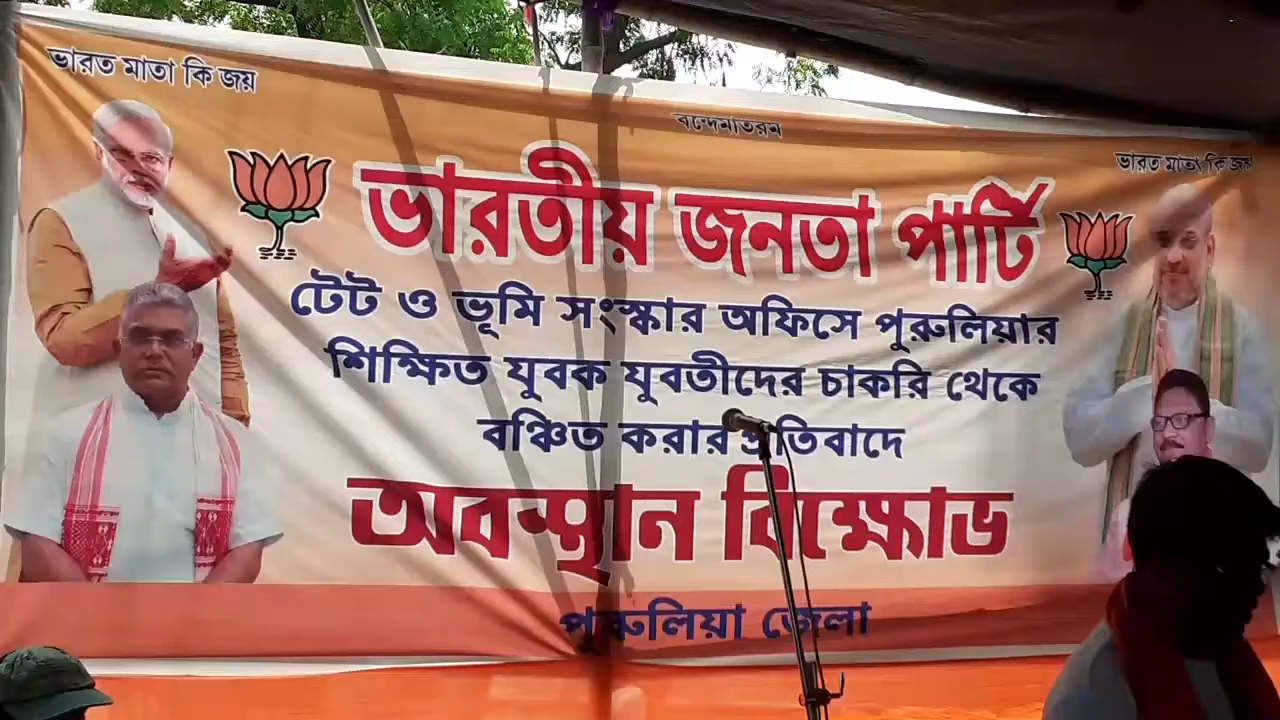 ভারত মাতা কি জয়
বন্দেমাতরম
ভারত মাতা কি জয়
ভারতীয় জনতা পার্টি
টেট ও ভূমি সংস্কার অফিসে পুরুলিয়ার
শিক্ষিত যুবক যুবতীদের চাকরি থেকে
বঞ্চিত করার প্রতিবাদে
অবস্থান বিক্ষোভ
পুরুলিয়া জেলা